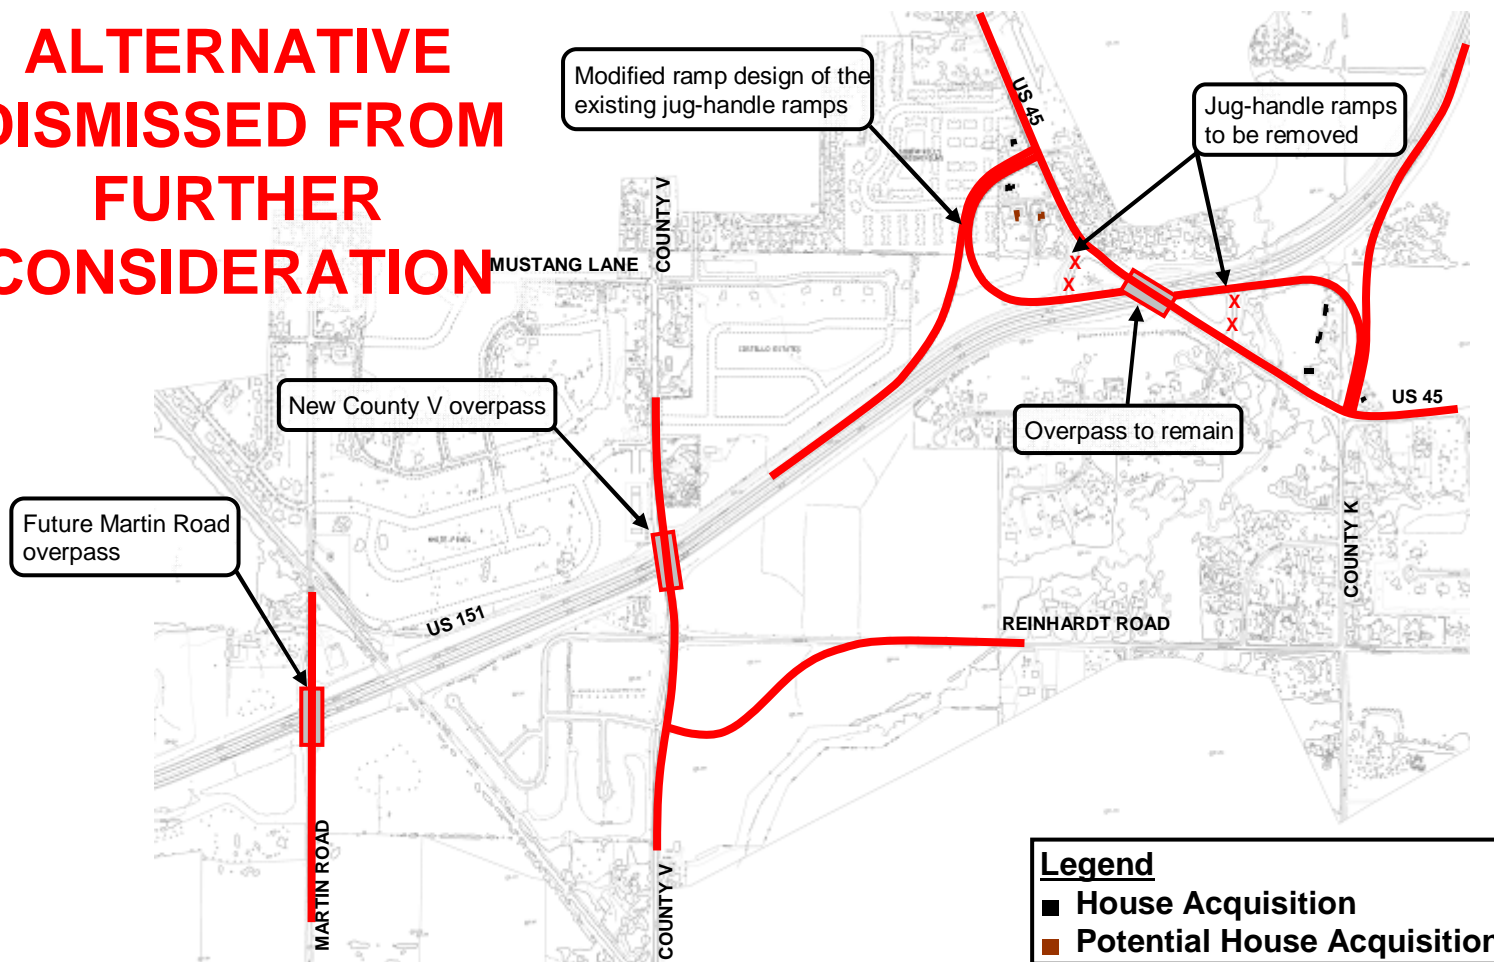 ALTERNATIVE
DISMISSED FROM
FURTHER
CONSIDERATION
Modified ramp design of the
existing jug-handle ramps
US 45
Jug-handle ramps
to be removed
COUNTY V
MUSTANG LANE
X
X
X
X
New County V overpass
Overpass to remain
US 45
Future Martin Road
overpass
US 151
COUNTY K
REINHARDT ROAD
MARTIN ROAD
COUNTY V
Legend
House Acquisition
Potential House Acquisition